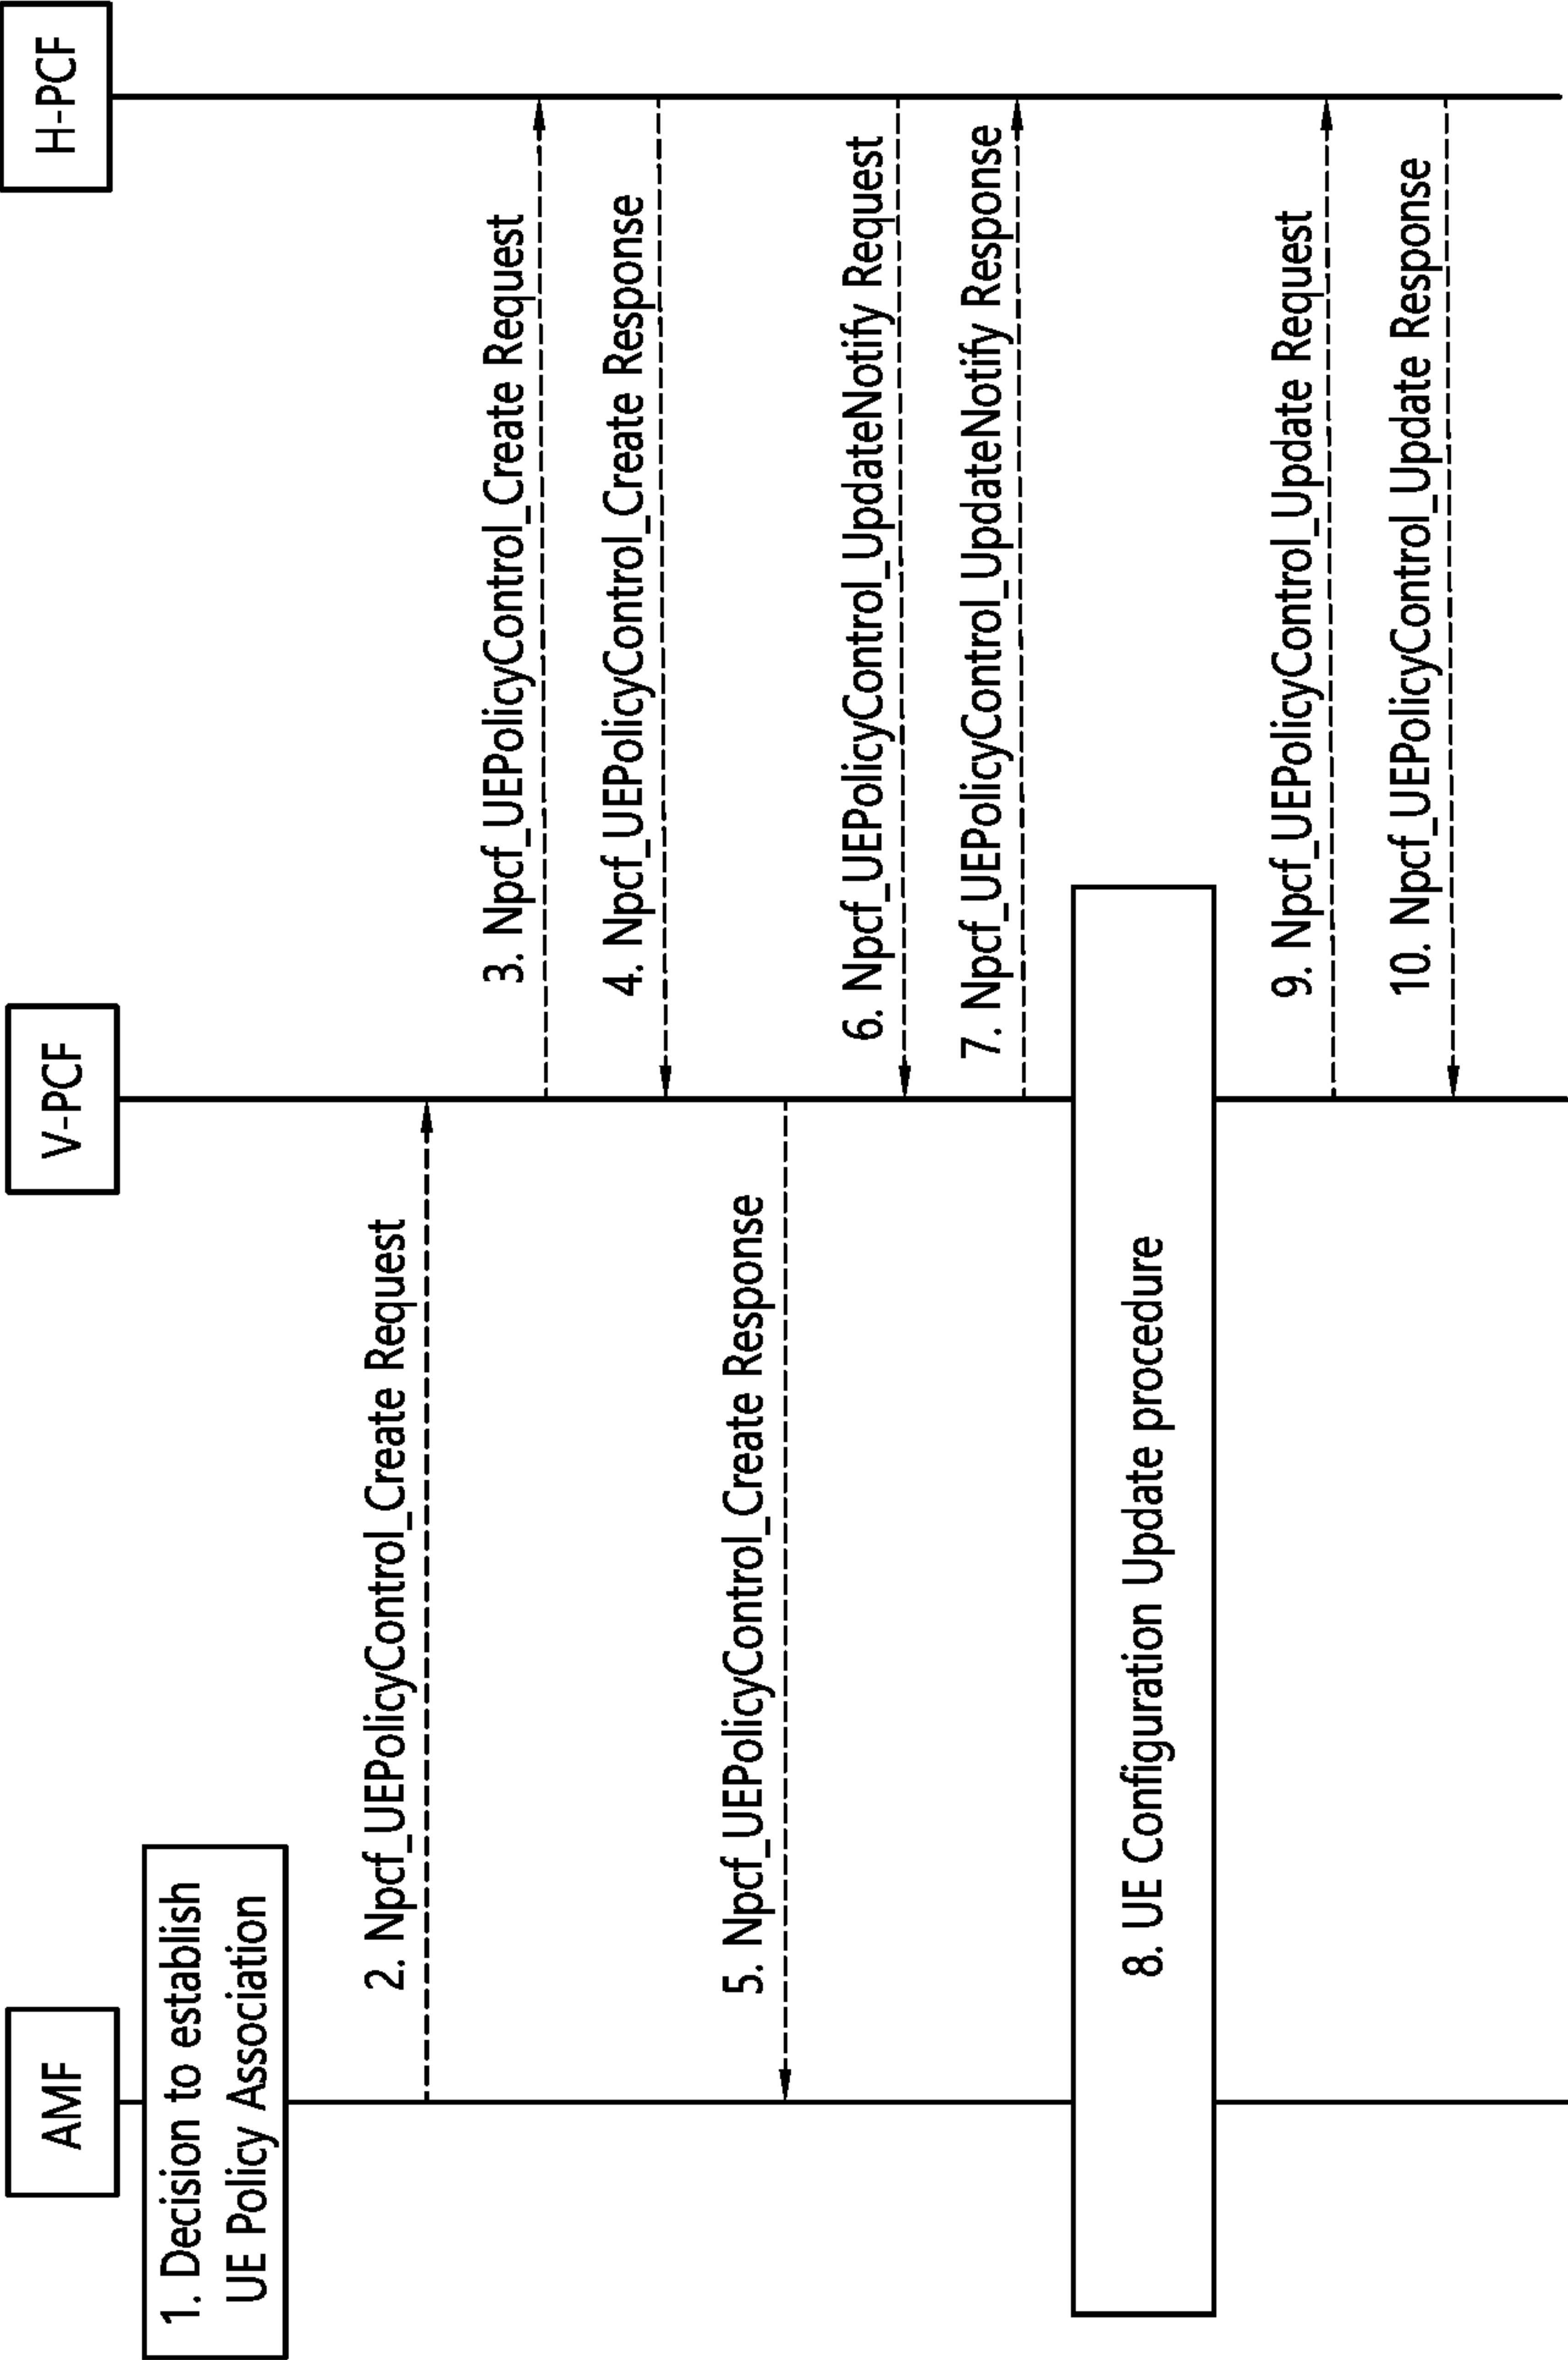 AMF
V-PCF
H-PCF
1. Decision to establish
UE Policy Association
2. Npcf_UEPolicyControl_Create Request
3. Npcf_UEPolicyControl_Create Request
4. Npcf_UEPolicyControl_Create Response
5. Npcf_UEPolicyControl_Create Response
6. Npcf_UEPolicyControl_UpdateNotify Request
7. Npcf_UEPolicyControl_UpdateNotify Response
8. UE Configuration Update procedure
9. Npcf_UEPolicyControl_Update Request
10. Npcf_UEPolicyControl_Update Response